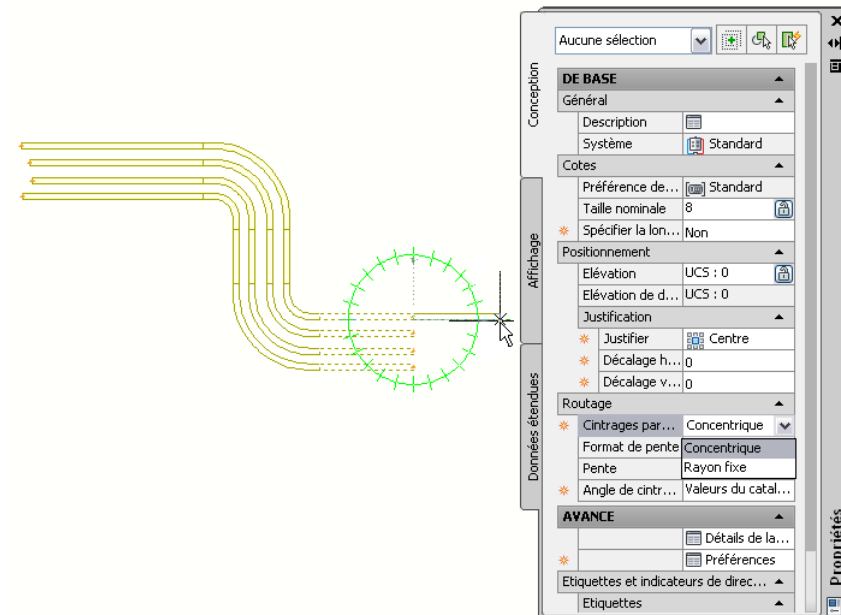 Aucune sélection
Conception
DE BASE
Général
Description
Système Standard
Cotes
Préférence de... Standard
Taille nominale 8
Spécifier la lon... Non
Affichage
Positionnement
Elévation UCS : 0
Elévation de d... UCS : 0
Justification
Justifier Centre
Décalage h... 0
Décalage v... 0
Données étendues
Routage
Cintrages par... Concentrique
Format de pente Concentrique
Pente Rayon fixe
Angle de cintr... Valeurs du catal...
AVANCE
Détails de la...
Préférences
Etiquettes et indicateurs de direc...
Etiquettes
Propriétés